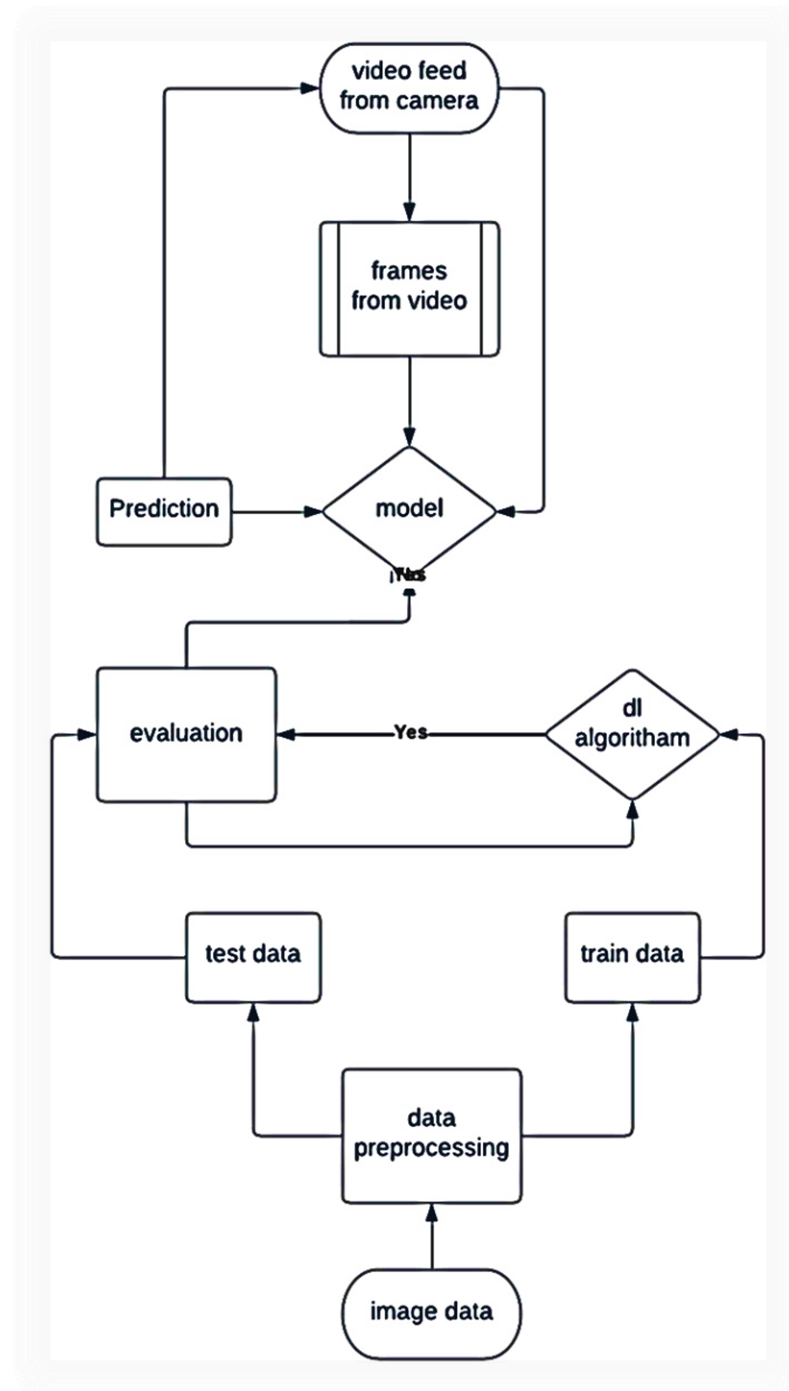 video feed
from camera
frames
from video
Prediction
model
evaluation
Yes
dl
algoritham
test data
train data
data
preprocessing
image data